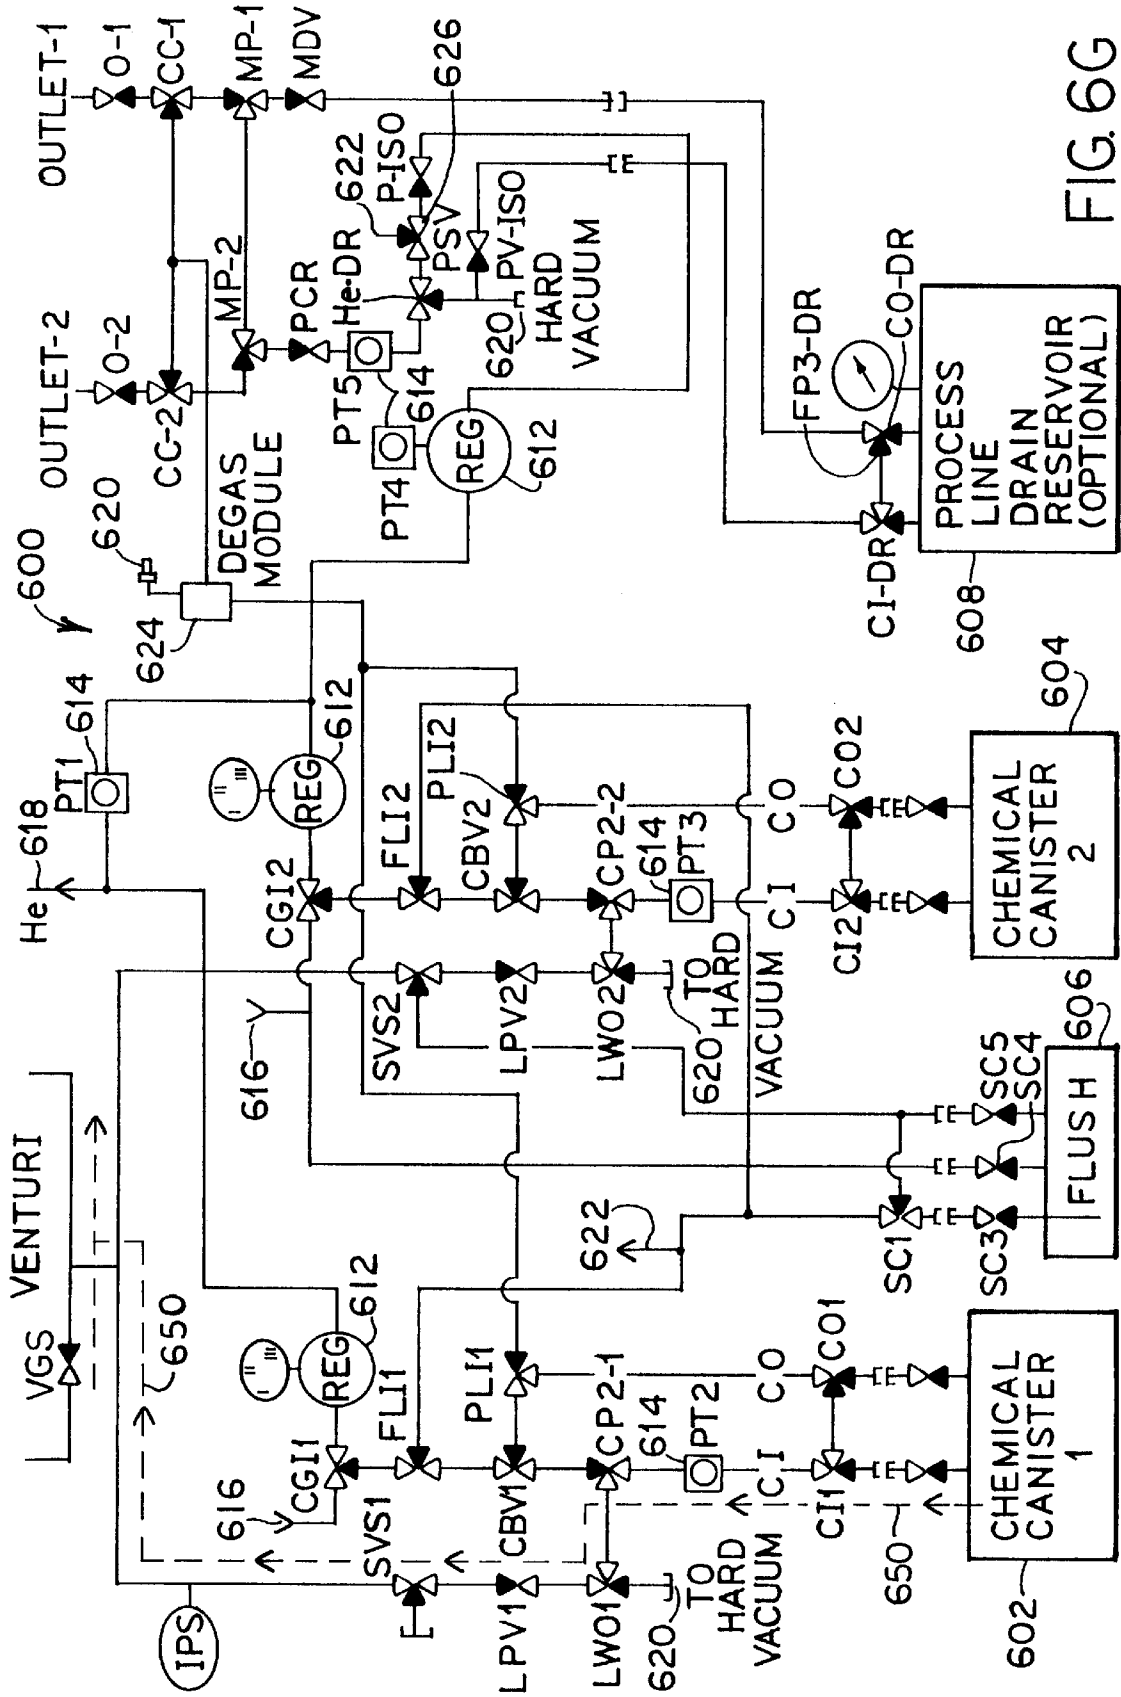 VENTURI
VGS
650
IPS
616
CGI1
REG
612
SVS1
FLI1
LPV1
CBV1
PLI1
LWO1
CP2-1
620
TO
HARD
VACUUM
614
PT2
CI
CO
CI1
CO1
650
602
CHEMICAL
CANISTER
1
622
SC1
SC3
SC5
SC4
FLUSH
606
He
618
PT1
614
616
CGI2
REG
612
SVS2
FLI2
LPV2
CBV2
PLI2
LWO2
CP2-2
620
TO
HARD
VACUUM
614
PT3
CI
CO
CI2
CO2
CHEMICAL
CANISTER
2
604
600
620
624
DEGAS
MODULE
OUTLET-2
O-2
CC-2
MP-2
OUTLET-1
O-1
CC-1
MP-1
MDV
PCR
PT5
614
PT4
REG
612
He-DR
622
P-ISO
626
PSV
PV-ISO
620
HARD
VACUUM
FP3-DR
CO-DR
CI-DR
608
PROCESS
LINE
DRAIN
RESERVOIR
(OPTIONAL)
FIG. 6G